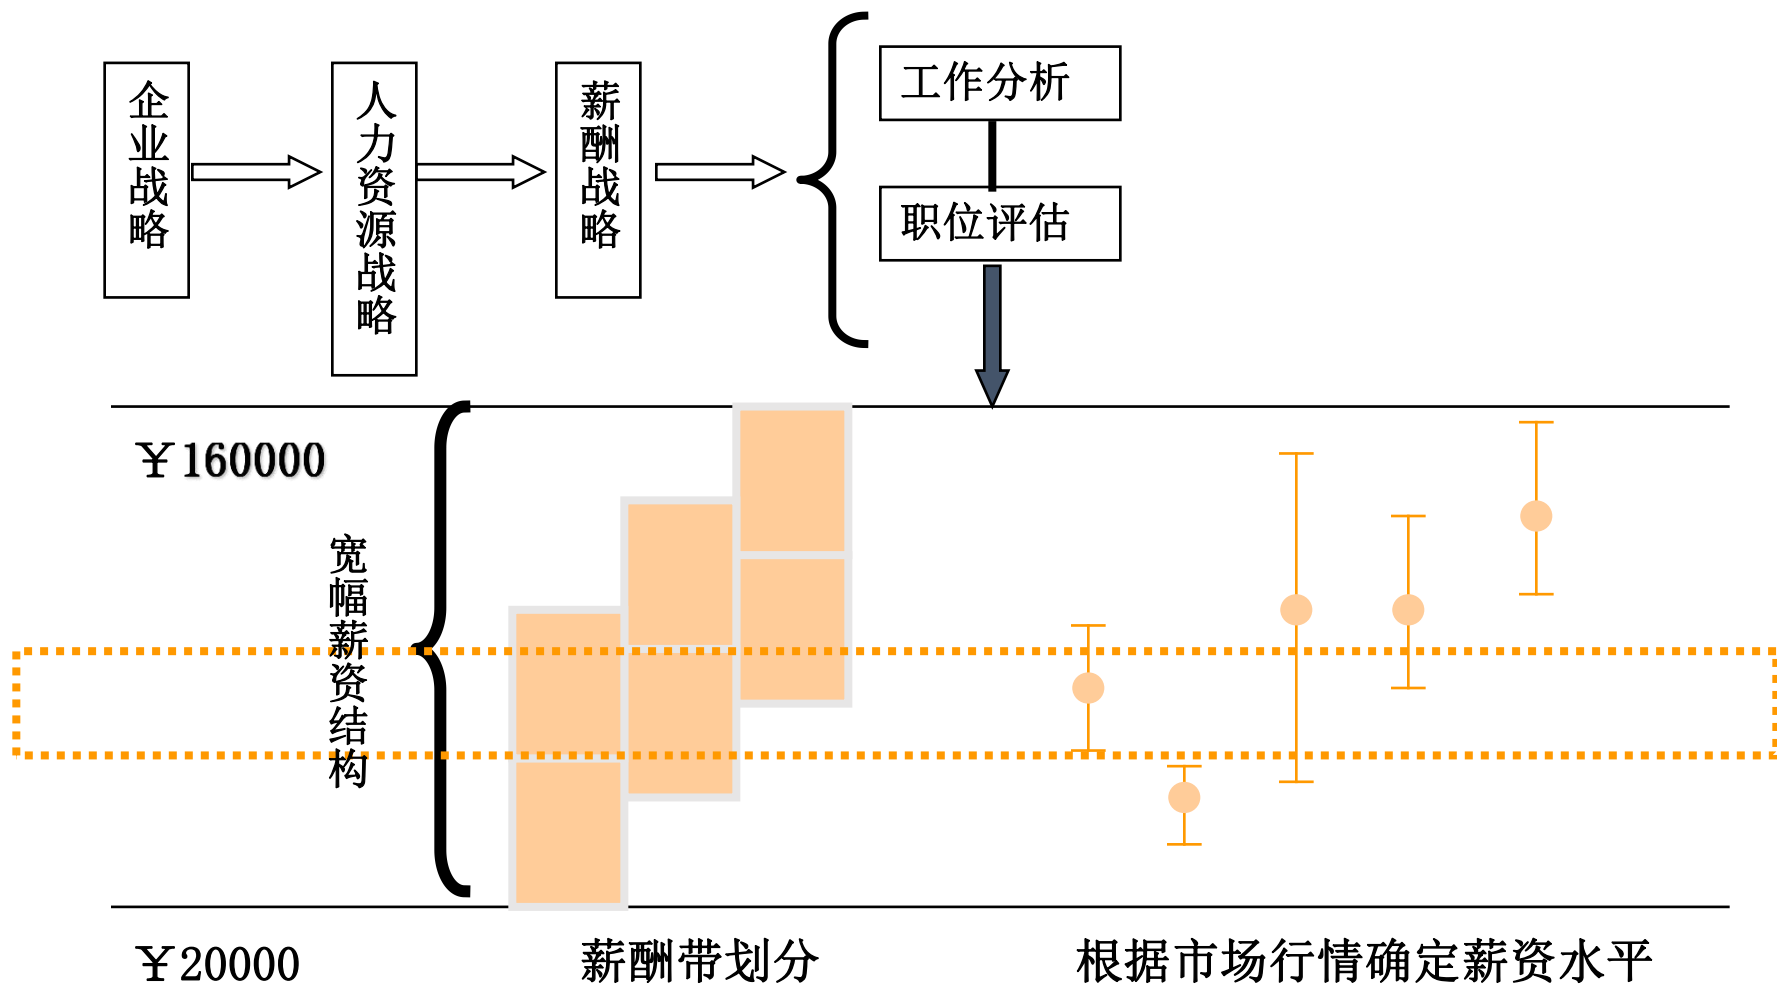 企业战略
人力资源战略
薪酬战略
工作分析
职位评估
￥160000
宽幅薪资结构
￥20000
薪酬带划分
根据市场行情确定薪资水平